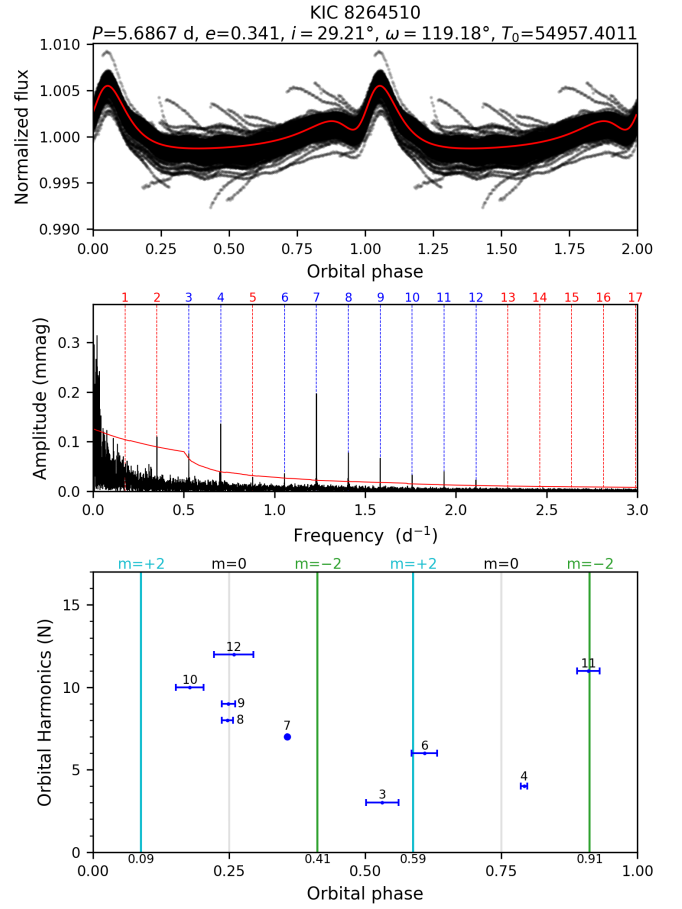 KIC 8264510
P=5.6867 d, e=0.341, i = 29.21°, ω = 119.18°, T₀=54957.4011
1.010
1.005
1.000
0.995
0.990
Normalized flux
0.00 0.25 0.50 0.75 1.00 1.25 1.50 1.75 2.00
Orbital phase
1 2 3 4 5 6 7 8 9 10 11 12 13 14 15 16 17
0.3
0.2
0.1
0.0
Amplitude (mmag)
0.0 0.5 1.0 1.5 2.0 2.5 3.0
Frequency (d⁻¹)
m=+2 m=0 m=−2 m=+2 m=0 m=−2
15
10
5
0
Orbital Harmonics (N)
12
11
10
9
8
7
6
4
3
0.09 0.41 0.59 0.91
0.00 0.25 0.50 0.75 1.00
Orbital phase